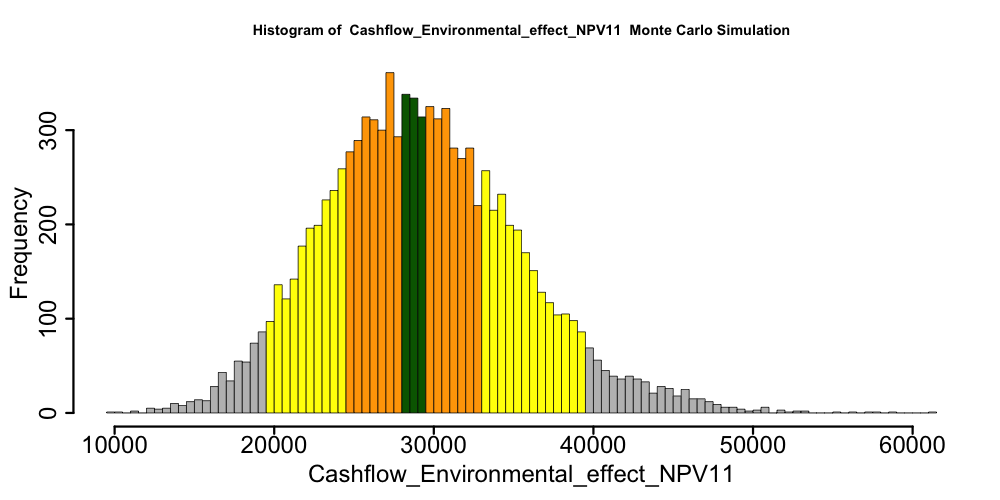 Histogram of  Cashflow_Environmental_effect_NPV11  Monte Carlo Simulation
Frequency
300
200
100
0
10000 20000 30000 40000 50000 60000
Cashflow_Environmental_effect_NPV11